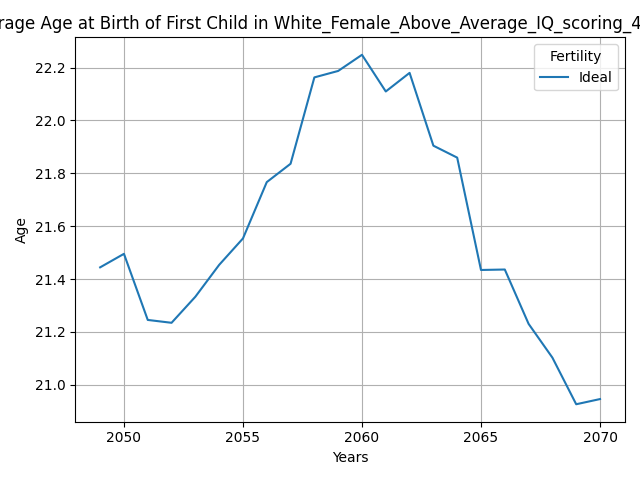 Age at Birth of First Child in White_Female_Above_Average_IQ_scoring_4
Fertility
Ideal
22.2
22.0
21.8
21.6
21.4
21.2
21.0
Age
2050 2055 2060 2065 2070
Years